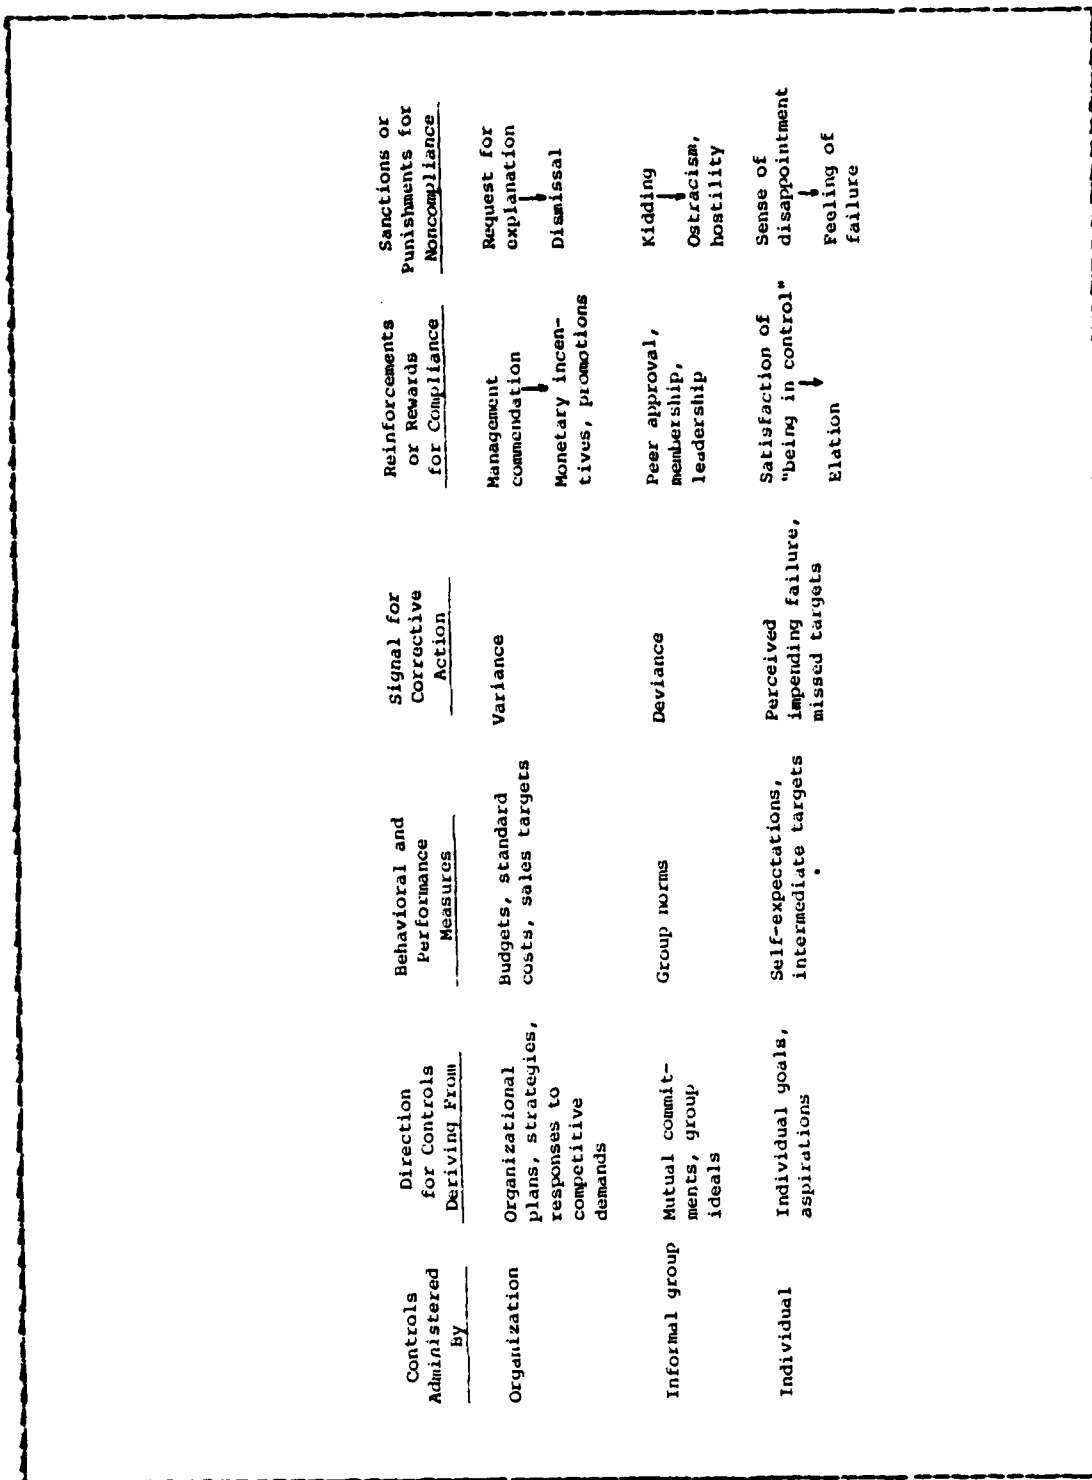 Controls
Administered
By
Direction
for Controls
Deriving From
Behavioral and
Performance
Measures
Signal for
Corrective
Action
Reinforcements
or Rewards
for Compliance
Sanctions or
Punishments for
Noncompliance
Organization
Organizational
plans, strategies,
responses to
competitive
demands
Budgets, standard
costs, sales targets
Variance
Management
commendation
↓
Monetary incen-
tives, promotions
Request for
explanation
↓
Dismissal
Informal group
Mutual commit-
ments, group
ideals
Group norms
Deviance
Peer approval,
membership,
leadership
Kidding
↓
Ostracism,
hostility
Individual
Individual goals,
aspirations
Self-expectations,
intermediate targets
Perceived
impending failure,
missed targets
Satisfaction of
"being in control"
↓
Elation
Sense of
disappointment
↓
Feeling of
failure